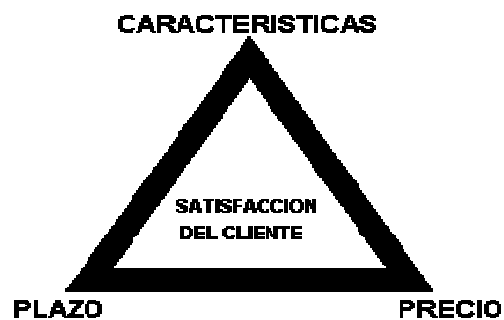 CARACTERISTICAS
SATISFACCION
DEL CLIENTE
PLAZO
PRECIO